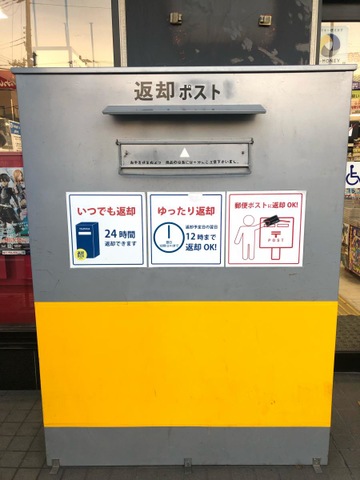 返却ポスト
いつでも返却
24時間
返却できます
ゆったり返却
返却予定日の翌日
12時まで
返却OK!
郵便ポストに返却OK!
POST